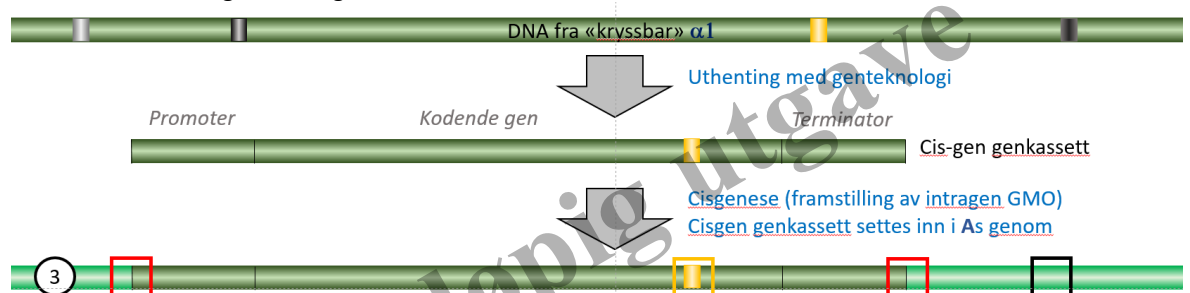 DNA fra «kryssbar» α1
Uthenting med genteknologi
Promoter Kodende gen Terminator
Cis-gen genkassett
Cisgenese (framstilling av intragen GMO)
Cisgen genkassett settes inn i As genom
3
utgave